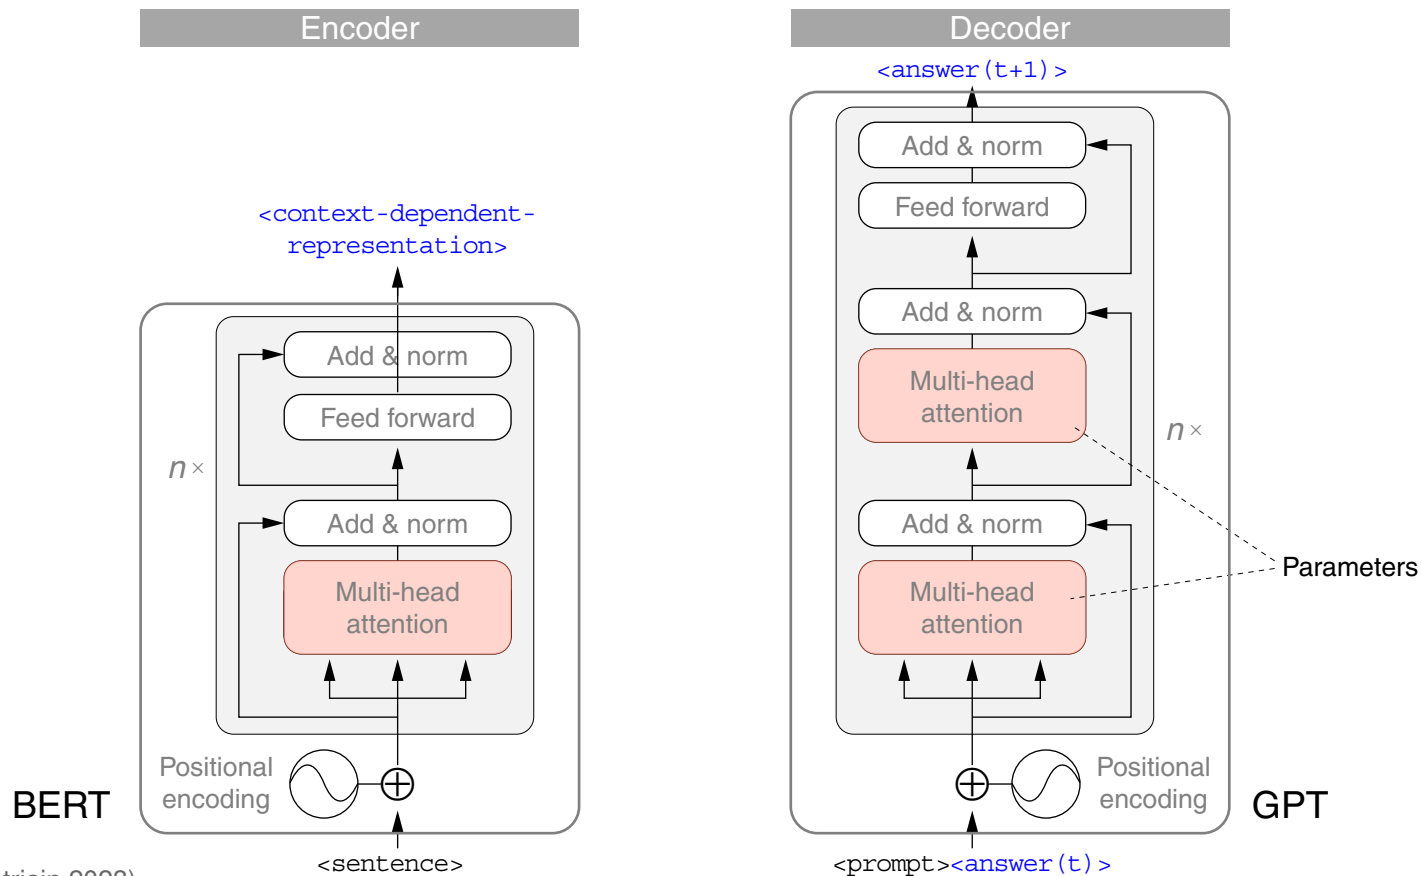 Encoder
<context-dependent-
representation>
Add & norm
Feed forward
n×
Add & norm
Multi-head
attention
Positional
encoding
BERT
<sentence>
Decoder
<answer(t+1)>
Add & norm
Feed forward
Add & norm
Multi-head
attention
n×
Add & norm
Multi-head
attention
Parameters
Positional
encoding
GPT
<prompt><answer(t)>